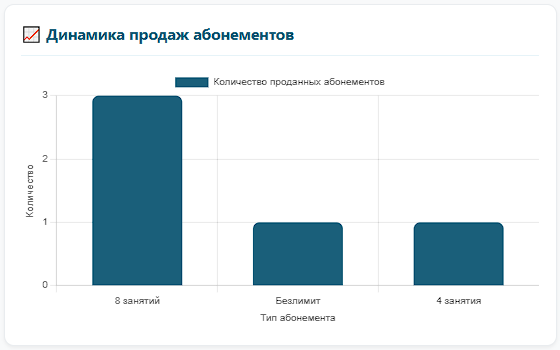 📈 Динамика продаж абонементов
Количество проданных абонементов
Количество
3
2
1
0
8 занятий Безлимит 4 занятия
Тип абонемента